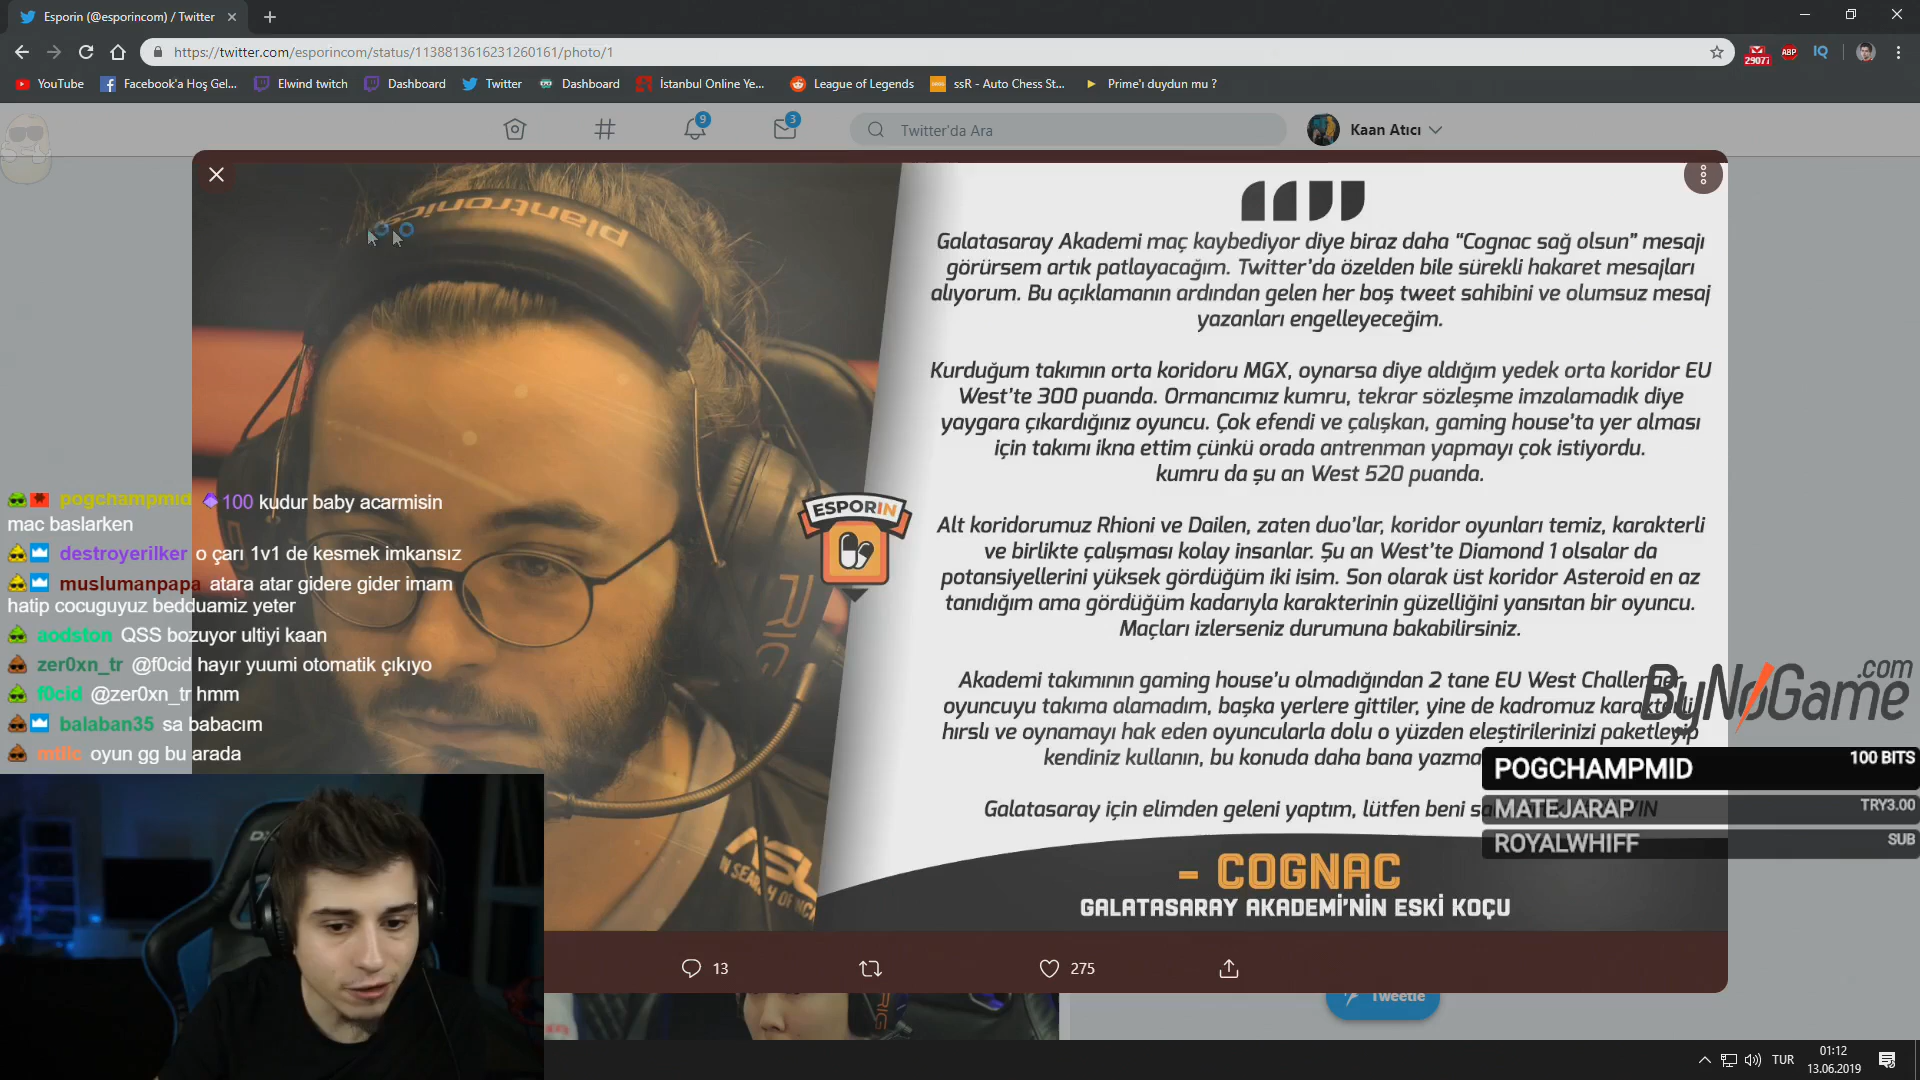 Esporin (@esporincom) / Twitter
https://twitter.com/esporincom/status/1138813616231260161/photo/1
29077
ABP
IQ
YouTube
Facebook'a Hoş Gel...
Elwind twitch
Dashboard
Twitter
Dashboard
İstanbul Online Ye...
League of Legends
ssR - Auto Chess St...
Prime'ı duydun mu ?
9
3
Twitter'da Ara
Kaan Atıcı
plantronics
Galatasaray Akademi maç kaybediyor diye biraz daha “Cognac sağ olsun” mesajı
görürsem artık patlayacağım. Twitter’da özelden bile sürekli hakaret mesajları
alıyorum. Bu açıklamanın ardından gelen her boş tweet sahibini ve olumsuz mesaj
yazanları engelleyeceğim.
Kurduğum takımın orta koridoru MGX, oynarsa diye aldığım yedek orta koridor EU
West’te 300 puanda. Ormancımız kumru, tekrar sözleşme imzalamadık diye
yaygara çıkardığınız oyuncu. Çok efendi ve çalışkan, gaming house’ta yer alması
için takımı ikna ettim çünkü orada antrenman yapmayı çok istiyordu.
kumru da şu an West 520 puanda.
Alt koridorumuz Rhioni ve Dailen, zaten duo’lar, koridor oyunları temiz, karakterli
ve birlikte çalışması kolay insanlar. Şu an West’te Diamond 1 olsalar da
potansiyellerini yüksek gördüğüm iki isim. Son olarak üst koridor Asteroid en az
tanıdığım ama gördüğüm kadarıyla karakterinin güzelliğini yansıtan bir oyuncu.
Maçları izlerseniz durumuna bakabilirsiniz.
Akademi takımının gaming house’u olmadığından 2 tane EU West Challenger
oyuncuyu takıma alamadım, başka yerlere gittiler, yine de kadromuz karakterli,
hırslı ve oynamayı hak eden oyuncularla dolu o yüzden eleştirilerinizi paketleyip
kendiniz kullanın, bu konuda daha bana yazma
Galatasaray için elimden geleni yaptım, lütfen beni
- COGNAC
GALATASARAY AKADEMİ’NİN ESKİ KOÇU
ESPORIN
RIG
pogchampmid 100 kudur baby acarmisin
mac baslarken
destroyerilker o çarı 1v1 de kesmek imkansız
muslumanpapa atara atar gidere gider imam
hatip cocuguyuz bedduamiz yeter
aodston QSS bozuyor ultiyi kaan
zer0xn_tr @f0cid hayır yuumi otomatik çıkıyo
f0cid @zer0xn_tr hmm
balaban35 sa babacım
mtllc oyun gg bu arada
ByNoGame
.com
POGCHAMPMID 100 BITS
MATEJARAP TRY3.00
ROYALWHIFF SUB
13
275
Tweetle
RIG
TUR
01:12
13.06.2019